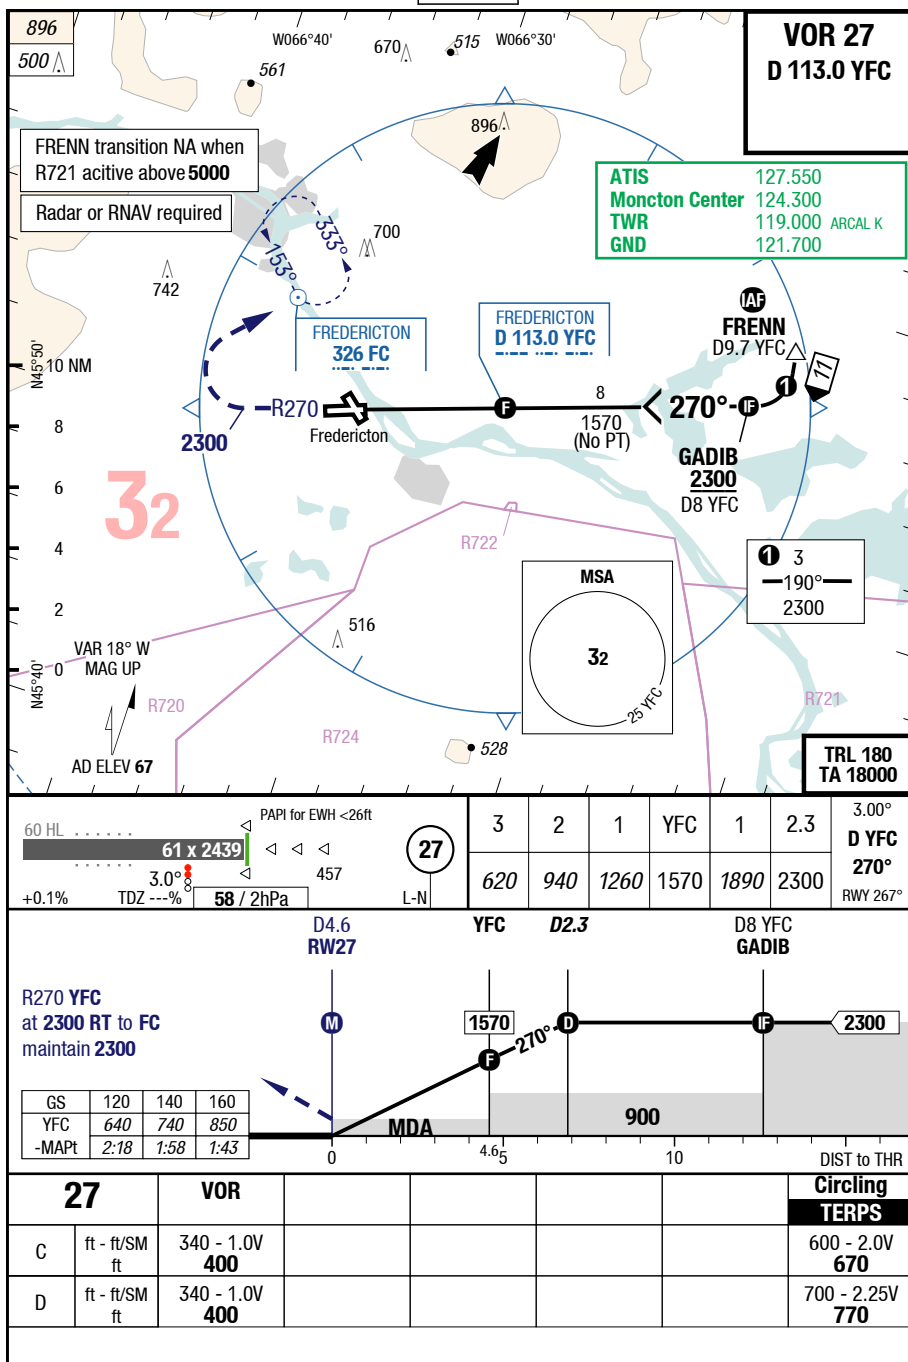 896
500
W066°40'
670
515
W066°30'
VOR 27
D 113.0 YFC
561
896
FRENN transition NA when
R721 acitive above 5000
Radar or RNAV required
ATIS 127.550
Moncton Center 124.300
TWR 119.000 ARCAL K
GND 121.700
333°
153°
700
742
IAF
FRENN
D9.7 YFC
11
1
FREDERICTON
326 FC
FREDERICTON
D 113.0 YFC
N45°50'
10 NM
8
6
4
2
0
N45°40'
R270
2300
Fredericton
F
8
1570
(No PT)
270°
IF
GADIB
2300
D8 YFC
32
R722
1 3
190°
2300
MSA
32
25 YFC
516
VAR 18° W
MAG UP
R720
R724
R721
528
AD ELEV 67
TRL 180
TA 18000
60 HL
PAPI for EWH <26ft
61 x 2439
3.0°
457
+0.1%
TDZ ---%
58 / 2hPa
L-N
27
3 2 1 YFC 1 2.3
620 940 1260 1570 1890 2300
3.00°
D YFC
270°
RWY 267°
D4.6
RW27
YFC
D2.3
D8 YFC
GADIB
R270 YFC
at 2300 RT to FC
maintain 2300
M
1570
F
270°
D
IF
2300
MDA
900
GS 120 140 160
YFC 640 740 850
-MAPt 2:18 1:58 1:43
0
4.6
5
10
DIST to THR
27 VOR Circling
TERPS
C ft - ft/SM 340 - 1.0V 600 - 2.0V
ft 400 670
D ft - ft/SM 340 - 1.0V 700 - 2.25V
ft 400 770